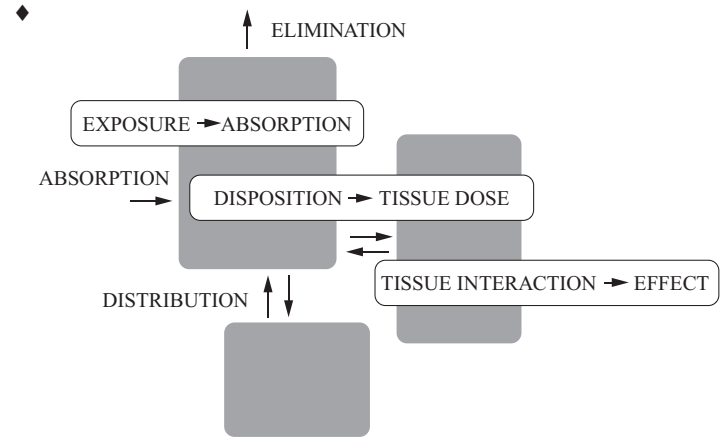 ELIMINATION
EXPOSURE → ABSORPTION
ABSORPTION
DISPOSITION → TISSUE DOSE
TISSUE INTERACTION → EFFECT
DISTRIBUTION